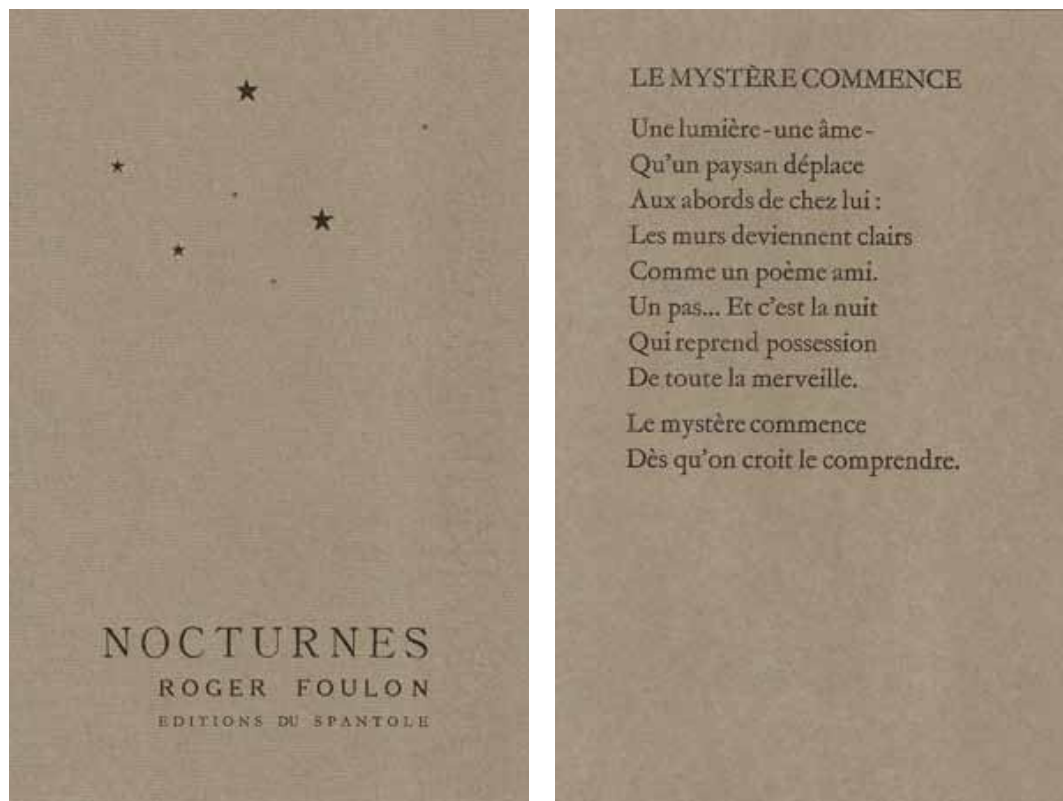 NOCTURNES
ROGER FOULON
EDITIONS DU SPANTOLE
LE MYSTÈRE COMMENCE
Une lumière - une âme -
Qu'un paysan déplace
Aux abords de chez lui :
Les murs deviennent clairs
Comme un poème ami.
Un pas... Et c'est la nuit
Qui reprend possession
De toute la merveille.
Le mystère commence
Dès qu'on croit le comprendre.